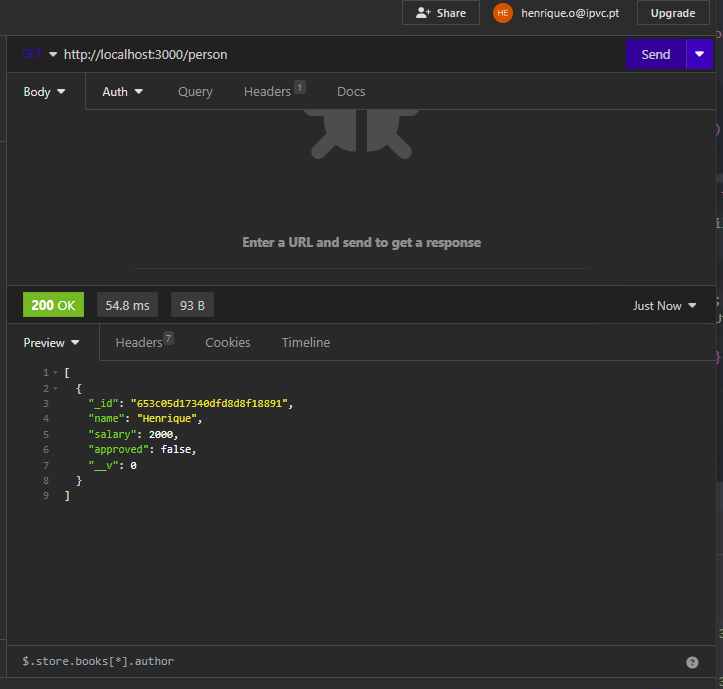 Share HE henrique.o@ipvc.pt Upgrade
GET http://localhost:3000/person Send
Body Auth Query Headers 1 Docs
Enter a URL and send to get a response
200 OK 54.8 ms 93 B Just Now
Preview Headers 7 Cookies Timeline
1 [
2 {
3 "_id": "653c05d17340dfd8d8f18891",
4 "name": "Henrique",
5 "salary": 2000,
6 "approved": false,
7 "__v": 0
8 }
9 ]
$.store.books[*].author ?